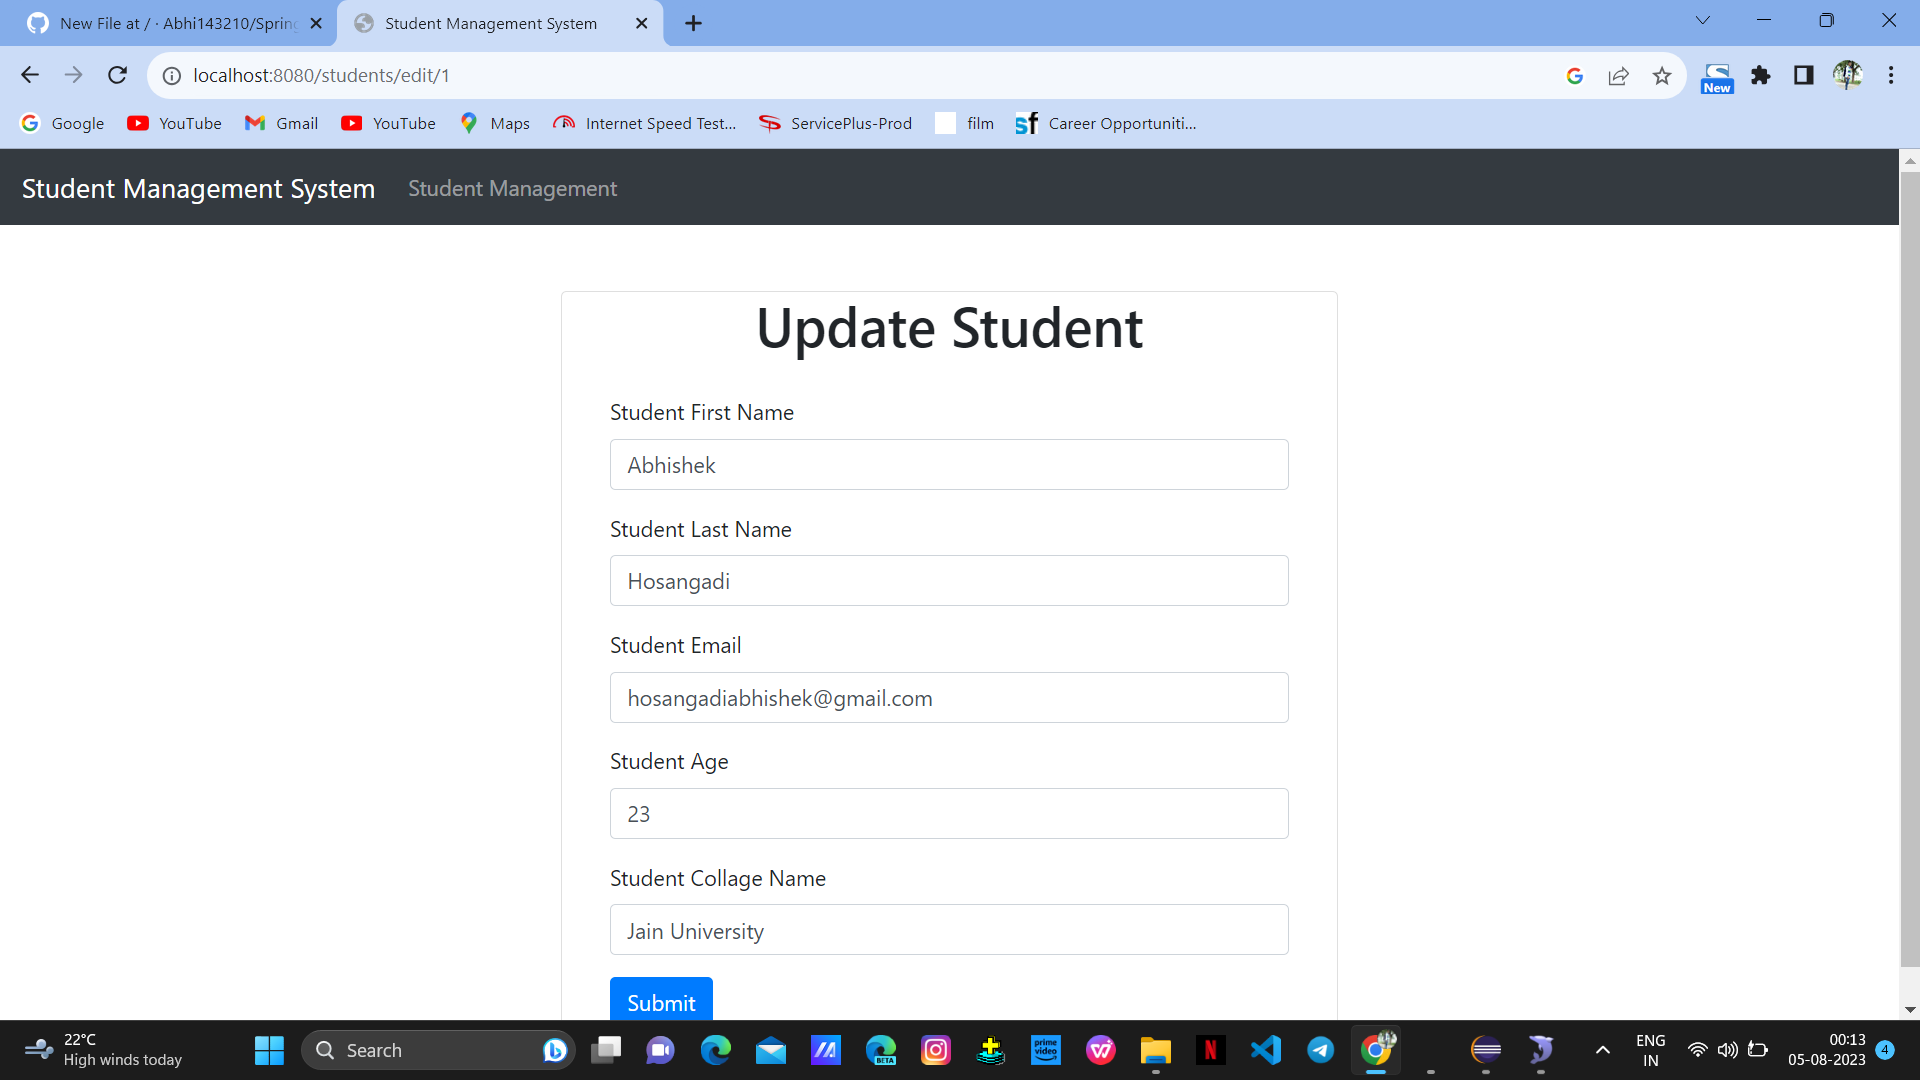 New File at / · Abhi143210/Spring
Student Management System
localhost:8080/students/edit/1
New
Google
YouTube
Gmail
YouTube
Maps
Internet Speed Test...
ServicePlus-Prod
film
Career Opportuniti...
Student Management System
Student Management
Update Student
Student First Name
Abhishek
Student Last Name
Hosangadi
Student Email
hosangadiabhishek@gmail.com
Student Age
23
Student Collage Name
Jain University
Submit
22°C
High winds today
Search
BETA
prime video
ENG
IN
00:13
05-08-2023
4